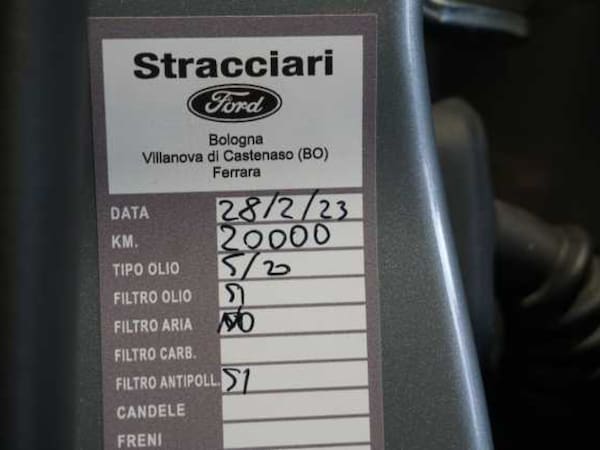 Stracciari
Ford
Bologna
Villanova di Castenaso (BO)
Ferrara
DATA 28/2/23
KM. 20000
TIPO OLIO 5/20
FILTRO OLIO SI
FILTRO ARIA NO
FILTRO CARB.
FILTRO ANTIPOLL. SI
CANDELE
FRENI